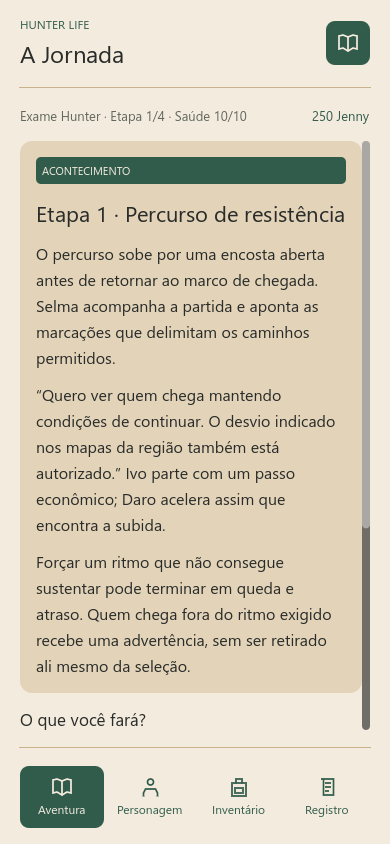 HUNTER LIFE
A Jornada
Exame Hunter · Etapa 1/4 · Saúde 10/10
250 Jenny
ACONTECIMENTO
Etapa 1 · Percurso de resistência
O percurso sobe por uma encosta aberta
antes de retornar ao marco de chegada.
Selma acompanha a partida e aponta as
marcações que delimitam os caminhos
permitidos.
“Quero ver quem chega mantendo
condições de continuar. O desvio indicado
nos mapas da região também está
autorizado.” Ivo parte com um passo
econômico; Daro acelera assim que
encontra a subida.
Forçar um ritmo que não consegue
sustentar pode terminar em queda e
atraso. Quem chega fora do ritmo exigido
recebe uma advertência, sem ser retirado
ali mesmo da seleção.
O que você fará?
Aventura
Personagem
Inventário
Registro